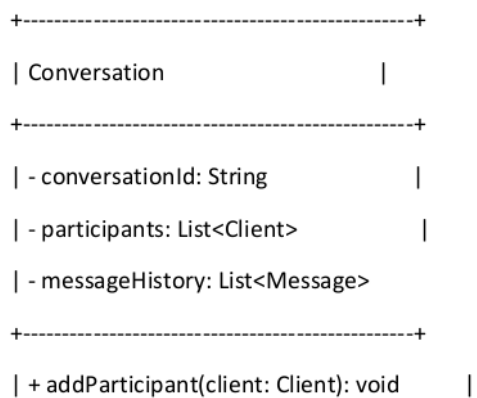 +-------------------------------------------------+
| Conversation                                  |
+-------------------------------------------------+
| - conversationId: String                    |
| - participants: List<Client>                |
| - messageHistory: List<Message>
+-------------------------------------------------+
| + addParticipant(client: Client): void        |